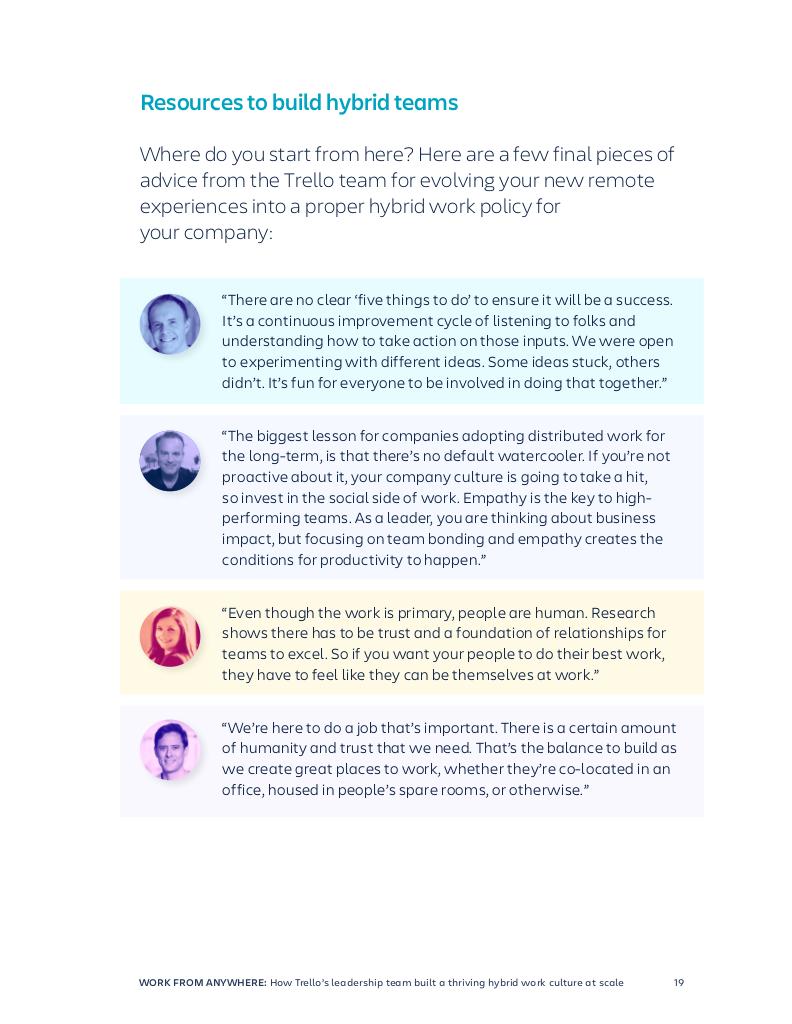 Resources to build hybrid teams
Where do you start from here? Here are a few final pieces of
advice from the Trello team for evolving your new remote
experiences into a proper hybrid work policy for
your company:
“There are no clear ‘five things to do’ to ensure it will be a success.
It’s a continuous improvement cycle of listening to folks and
understanding how to take action on those inputs. We were open
to experimenting with different ideas. Some ideas stuck, others
didn’t. It’s fun for everyone to be involved in doing that together.”
“The biggest lesson for companies adopting distributed work for
the long-term, is that there’s no default watercooler. If you’re not
proactive about it, your company culture is going to take a hit,
so invest in the social side of work. Empathy is the key to high-
performing teams. As a leader, you are thinking about business
impact, but focusing on team bonding and empathy creates the
conditions for productivity to happen.”
“Even though the work is primary, people are human. Research
shows there has to be trust and a foundation of relationships for
teams to excel. So if you want your people to do their best work,
they have to feel like they can be themselves at work.”
“We’re here to do a job that’s important. There is a certain amount
of humanity and trust that we need. That’s the balance to build as
we create great places to work, whether they’re co-located in an
office, housed in people’s spare rooms, or otherwise.”
WORK FROM ANYWHERE: How Trello’s leadership team built a thriving hybrid work culture at scale 19